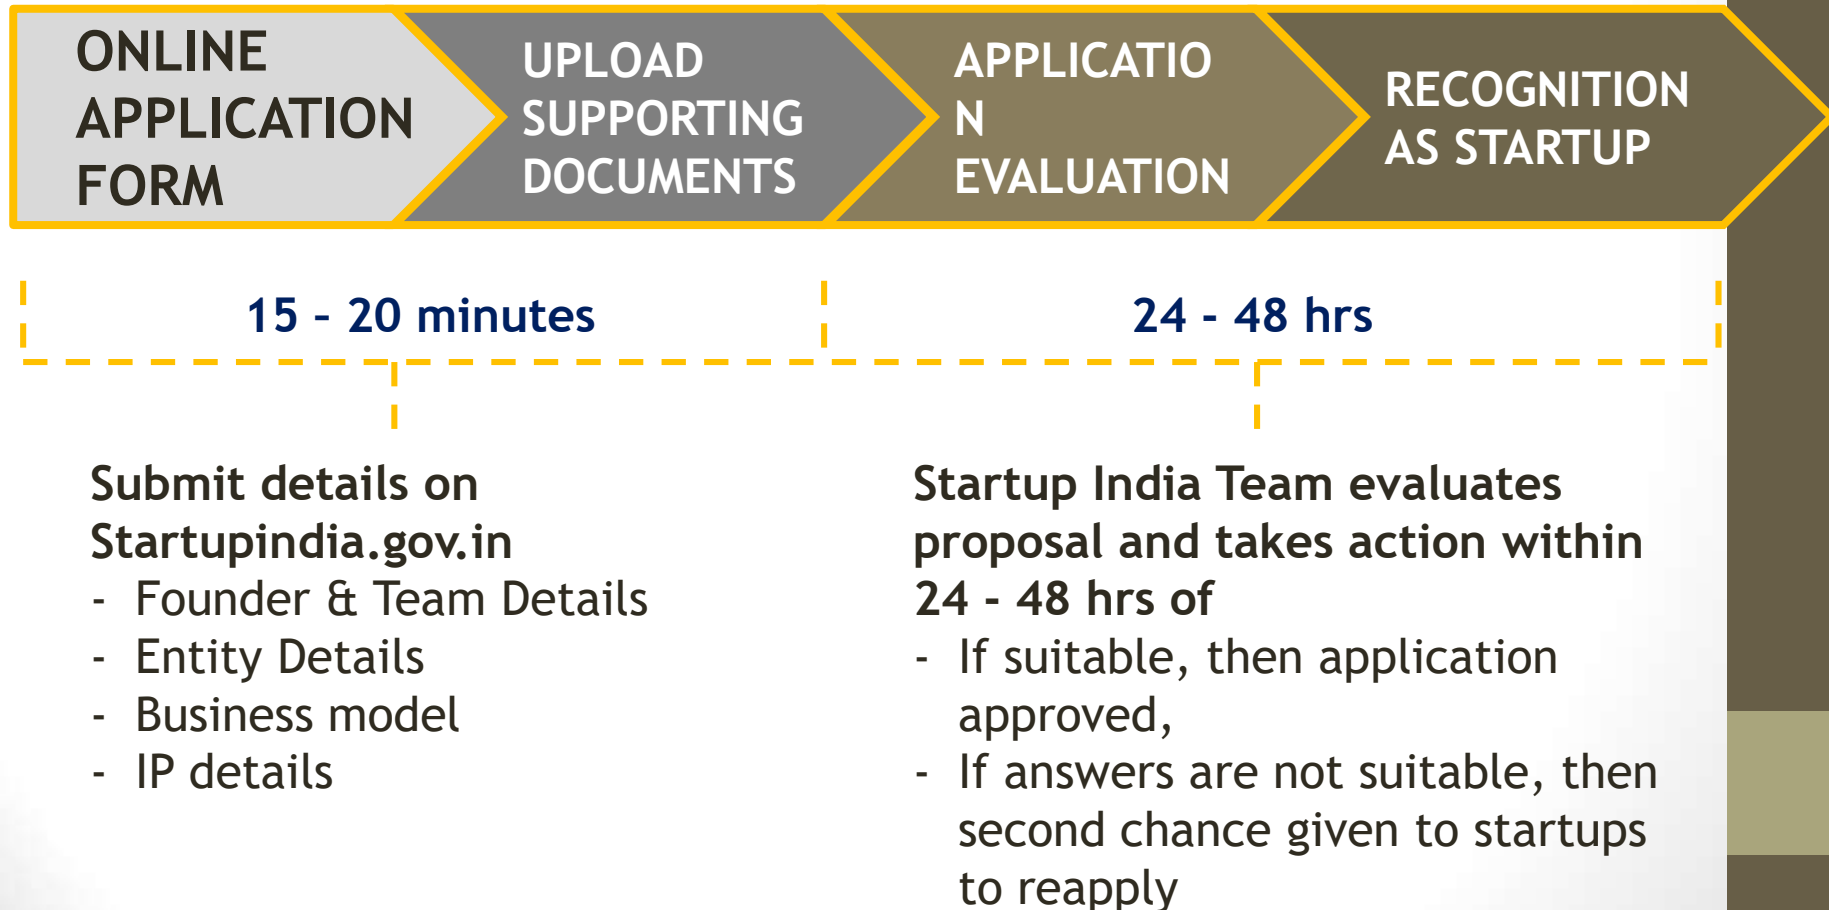 ONLINE
APPLICATION
FORM
UPLOAD
SUPPORTING
DOCUMENTS
APPLICATIO
N
EVALUATION
RECOGNITION
AS STARTUP
15 – 20 minutes
24 - 48 hrs
Submit details on
Startupindia.gov.in
- Founder & Team Details
- Entity Details
- Business model
- IP details
Startup India Team evaluates
proposal and takes action within
24 - 48 hrs of
- If suitable, then application
approved,
- If answers are not suitable, then
second chance given to startups
to reapply